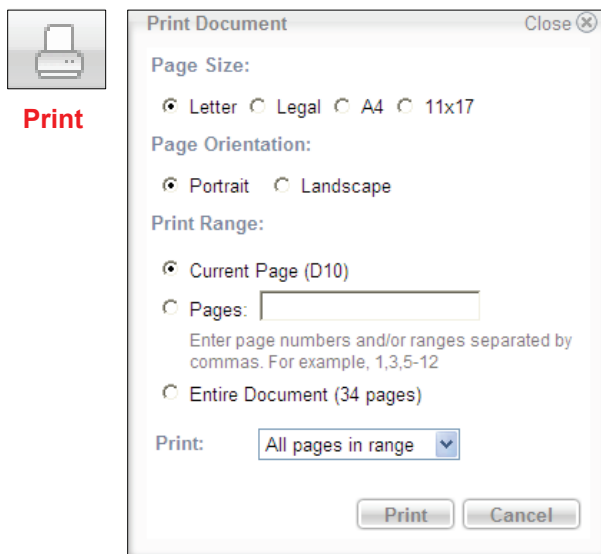 Print
Print Document Close
Page Size:
Letter Legal A4 11x17
Page Orientation:
Portrait Landscape
Print Range:
Current Page (D10)
Pages:
Enter page numbers and/or ranges separated by
commas. For example, 1,3,5-12
Entire Document (34 pages)
Print: All pages in range
Print Cancel